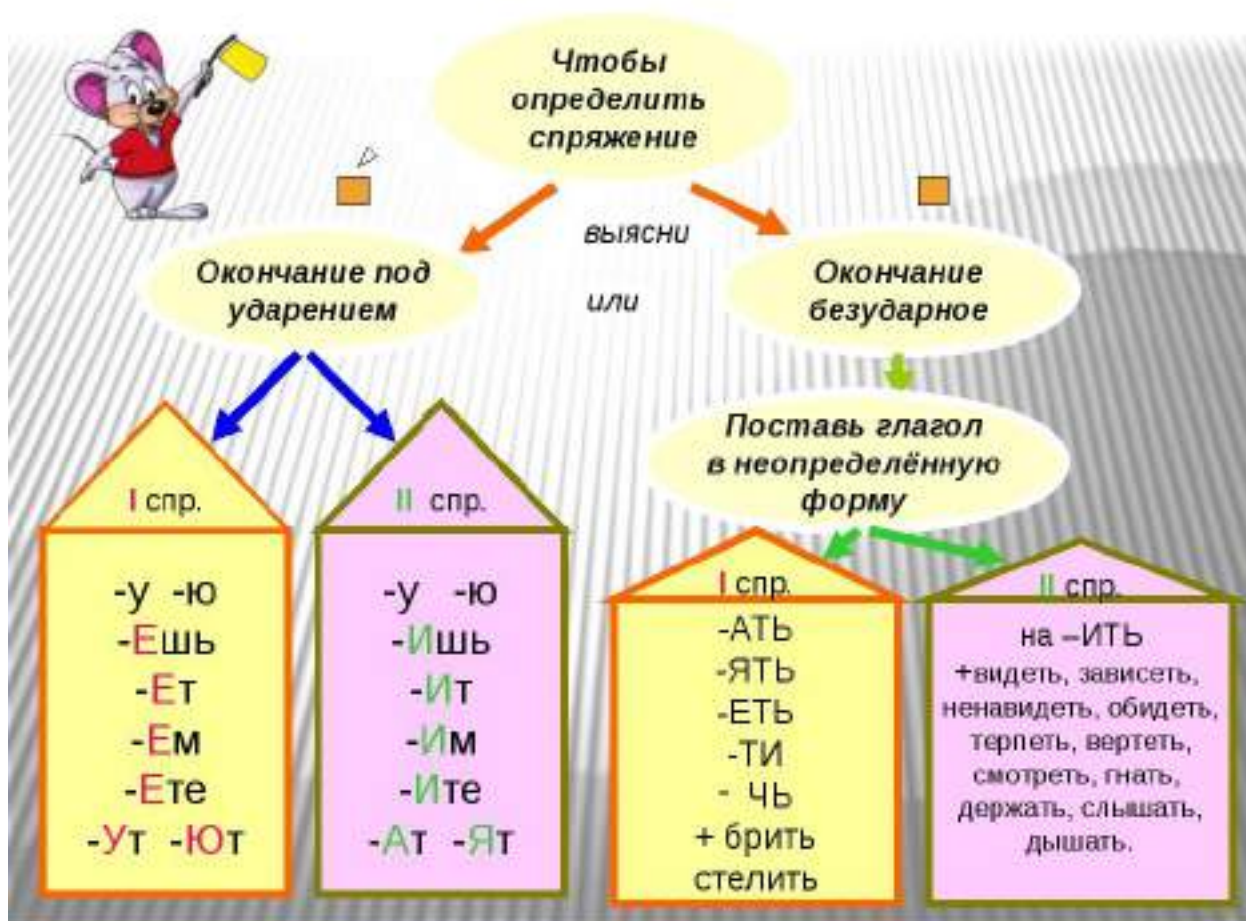 Чтобы
определить
спряжение
выясни
или
Окончание под
ударением
Окончание
безударное
Поставь глагол
в неопределённую
форму
I спр.
-у -ю
-Ешь
-Ет
-Ем
-Ете
-Ут -Ют
II спр.
-у -ю
-Ишь
-Ит
-Им
-Ите
-Ат -Ят
I спр.
-АТЬ
-ЯТЬ
-ЕТЬ
-ТИ
- ЧЬ
+ брить
стелить
II спр.
на –ИТЬ
+видеть, зависеть,
ненавидеть, обидеть,
терпеть, вертеть,
смотреть, гнать,
держать, слышать,
дышать.